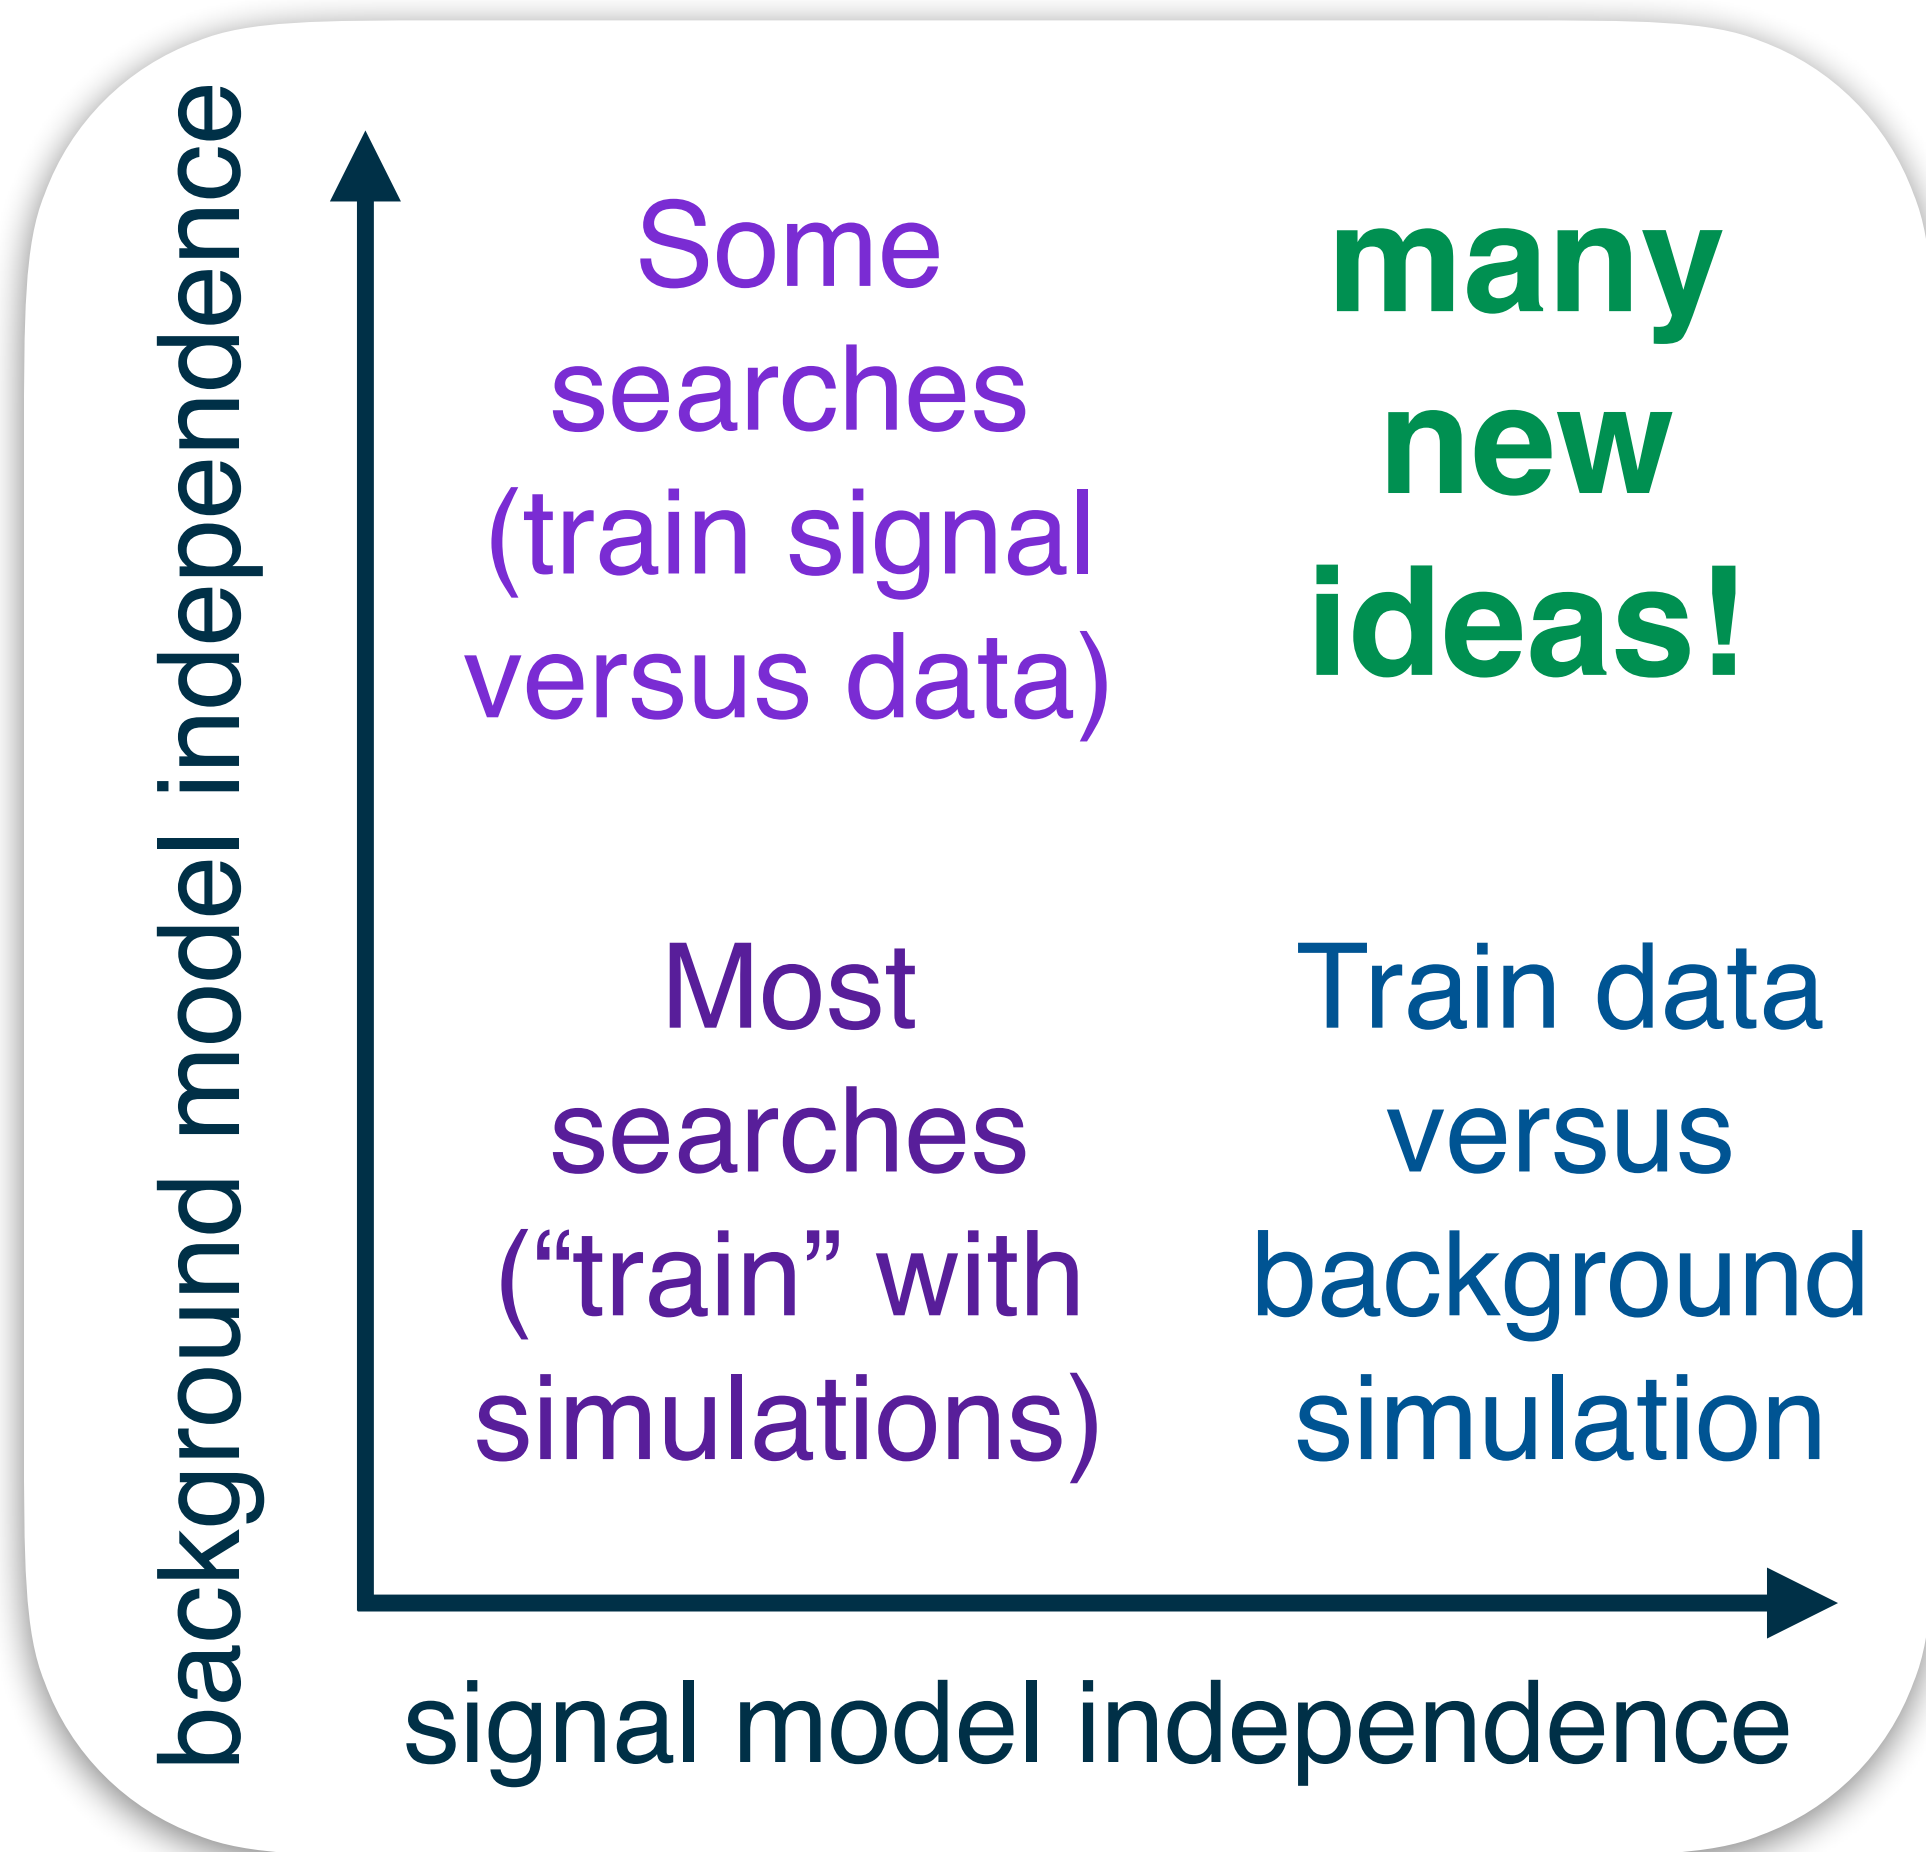 background model independence
Some
searches
(train signal
versus data)
many
new
ideas!
Most
searches
(“train” with
simulations)
Train data
versus
background
simulation
signal model independence